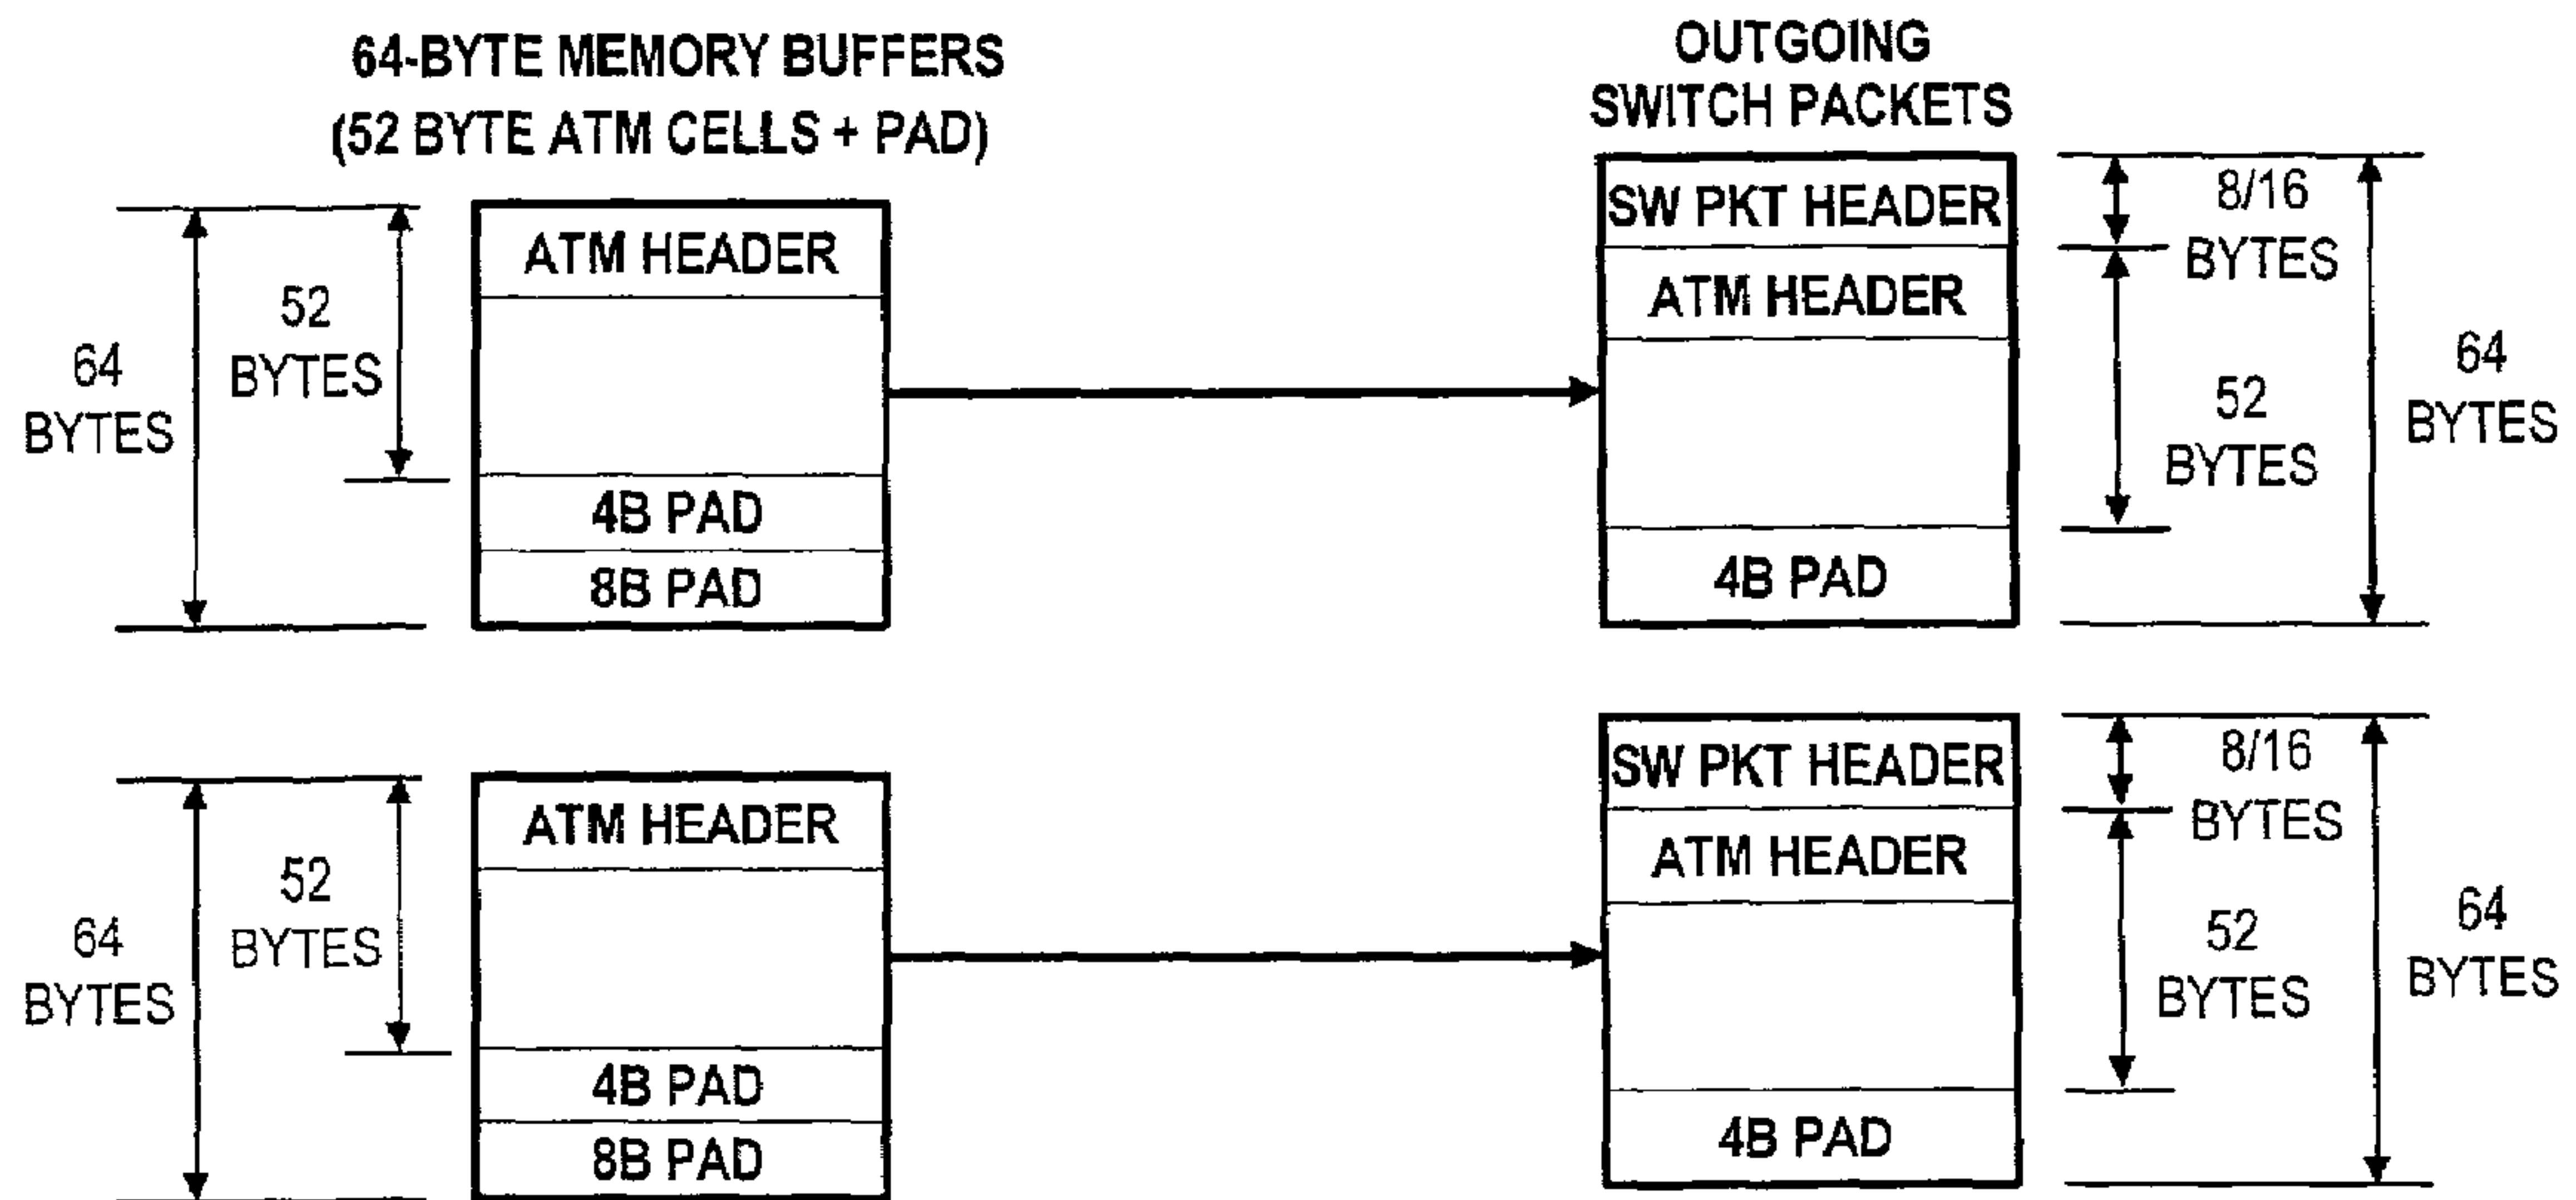 64-BYTE MEMORY BUFFERS
(52 BYTE ATM CELLS + PAD)
OUTGOING
SWITCH PACKETS
64
BYTES
52
BYTES
ATM HEADER
4B PAD
8B PAD
SW PKT HEADER
ATM HEADER
4B PAD
8/16
BYTES
52
BYTES
64
BYTES
64
BYTES
52
BYTES
ATM HEADER
4B PAD
8B PAD
SW PKT HEADER
ATM HEADER
4B PAD
8/16
BYTES
52
BYTES
64
BYTES